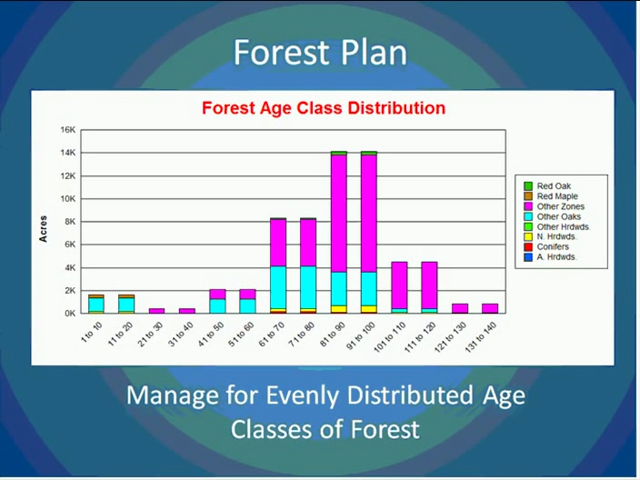 Forest Plan
Forest Age Class Distribution
16K
14K
12K
10K
8K
6K
4K
2K
0K
Acres
1 to 10
11 to 20
21 to 30
31 to 40
41 to 50
51 to 60
61 to 70
71 to 80
81 to 90
91 to 100
101 to 110
111 to 120
121 to 130
131 to 140
Red Oak
Red Maple
Other Zones
Other Oaks
Other Hrdwds.
N. Hrdwds.
Conifers
A. Hrdwds.
Manage for Evenly Distributed Age
Classes of Forest